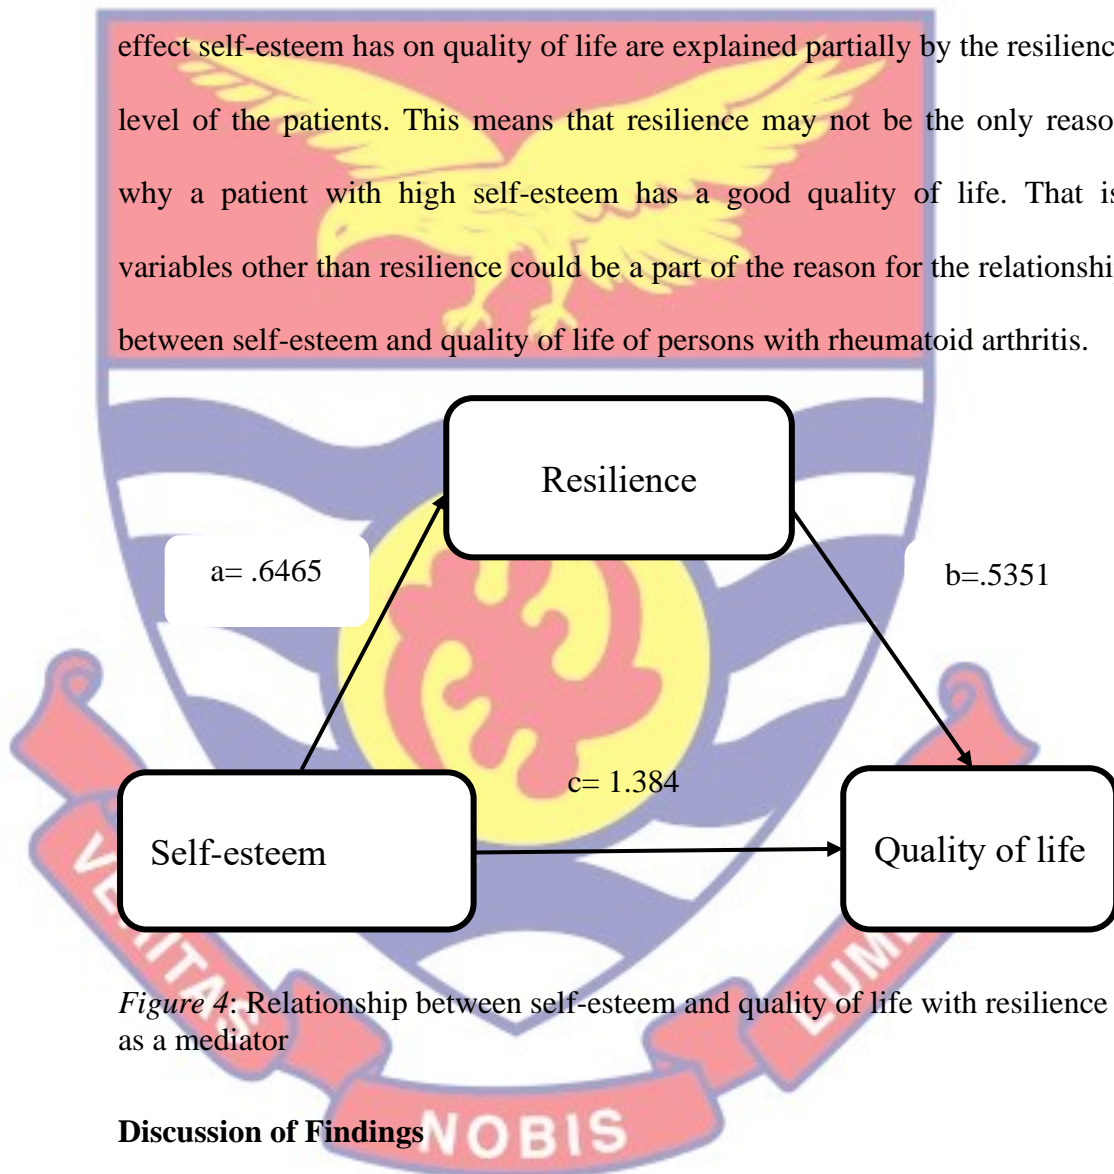 effect self-esteem has on quality of life are explained partially by the resilienc
level of the patients. This means that resilience may not be the only reaso
why a patient with high self-esteem has a good quality of life. That is
variables other than resilience could be a part of the reason for the relationshi
between self-esteem and quality of life of persons with rheumatoid arthritis.
Resilience
a= .6465
b=.5351
c= 1.384
Self-esteem
Quality of life
Figure 4: Relationship between self-esteem and quality of life with resilience
as a mediator
Discussion of Findings
NOBIS